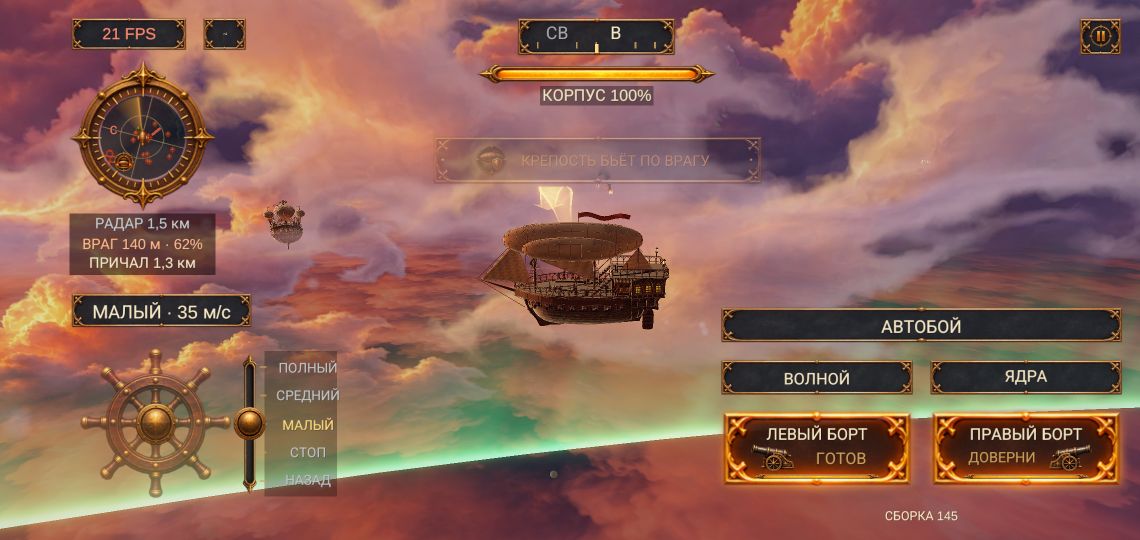 21 FPS
СВ В
КОРПУС 100%
КРЕПОСТЬ БЬЁТ ПО ВРАГУ
С
РАДАР 1,5 км
ВРАГ 140 м · 62%
ПРИЧАЛ 1,3 км
МАЛЫЙ · 35 м/с
ПОЛНЫЙ
СРЕДНИЙ
МАЛЫЙ
СТОП
НАЗАД
АВТОБОЙ
ВОЛНОЙ
ЯДРА
ЛЕВЫЙ БОРТ
ГОТОВ
ПРАВЫЙ БОРТ
ДОВЕРНИ
СБОРКА 145